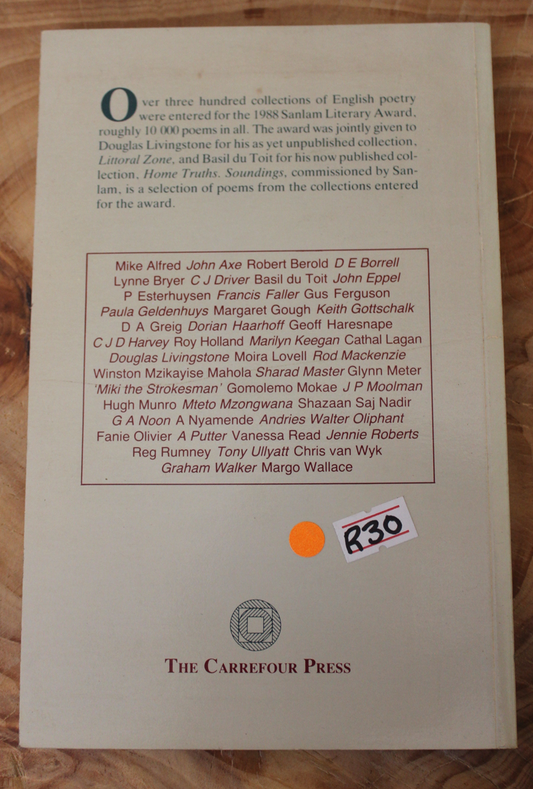 Over three hundred collections of English poetry
were entered for the 1988 Sanlam Literary Award,
roughly 10 000 poems in all. The award was jointly given to
Douglas Livingstone for his as yet unpublished collection,
Littoral Zone, and Basil du Toit for his now published col-
lection, Home Truths. Soundings, commissioned by San-
lam, is a selection of poems from the collections entered
for the award.
Mike Alfred John Axe Robert Berold D E Borrell
Lynne Bryer C J Driver Basil du Toit John Eppel
P Esterhuysen Francis Faller Gus Ferguson
Paula Geldenhuys Margaret Gough Keith Gottschalk
D A Greig Dorian Haarhoff Geoff Haresnape
C J D Harvey Roy Holland Marilyn Keegan Cathal Lagan
Douglas Livingstone Moira Lovell Rod Mackenzie
Winston Mzikayise Mahola Sharad Master Glynn Meter
'Miki the Strokesman' Gomolemo Mokae J P Moolman
Hugh Munro Mteto Mzongwana Shazaan Saj Nadir
G A Noon A Nyamende Andries Walter Oliphant
Fanie Olivier A Putter Vanessa Read Jennie Roberts
Reg Rumney Tony Ullyatt Chris van Wyk
Graham Walker Margo Wallace
R30
The Carrefour Press